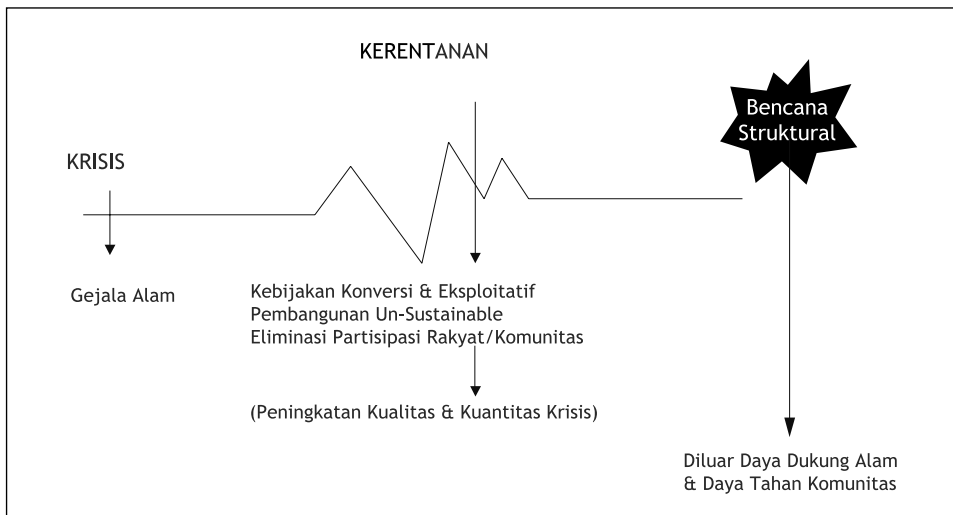 KERENTANAN
Bencana
Struktural
KRISIS
Gejala Alam
Kebijakan Konversi & Eksploitatif
Pembangunan Un-Sustainable
Eliminasi Partisipasi Rakyat/Komunitas
(Peningkatan Kualitas & Kuantitas Krisis)
Diluar Daya Dukung Alam
& Daya Tahan Komunitas